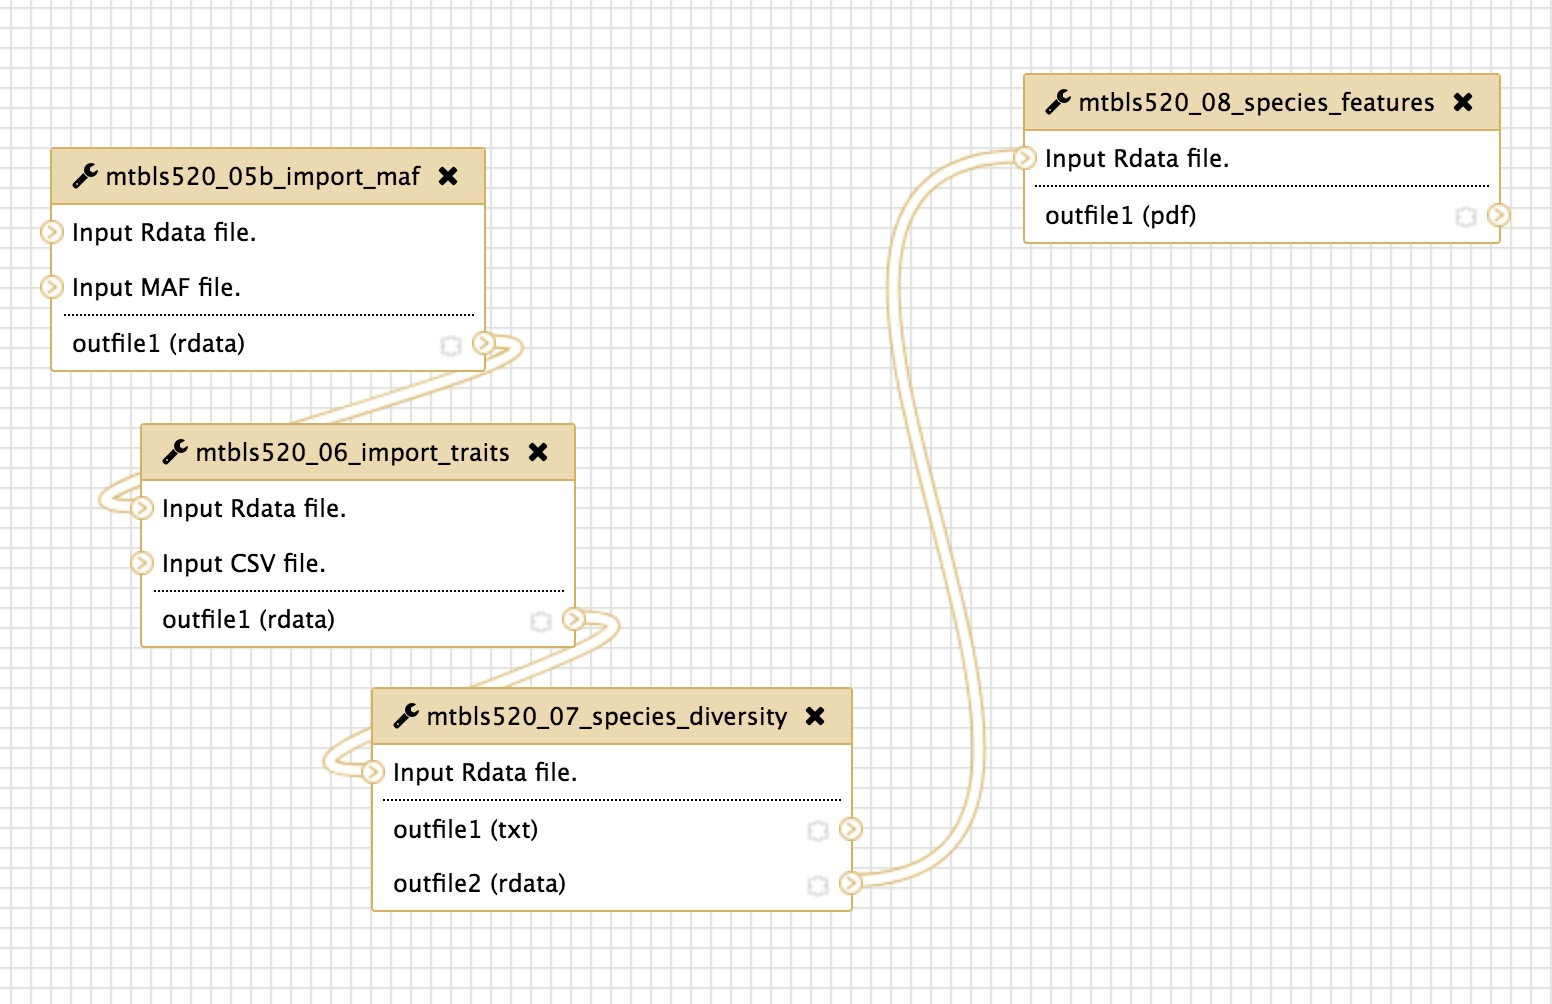 mtbls520_05b_import_maf
Input Rdata file.
Input MAF file.
outfile1 (rdata)
mtbls520_06_import_traits
Input Rdata file.
Input CSV file.
outfile1 (rdata)
mtbls520_07_species_diversity
Input Rdata file.
outfile1 (txt)
outfile2 (rdata)
mtbls520_08_species_features
Input Rdata file.
outfile1 (pdf)